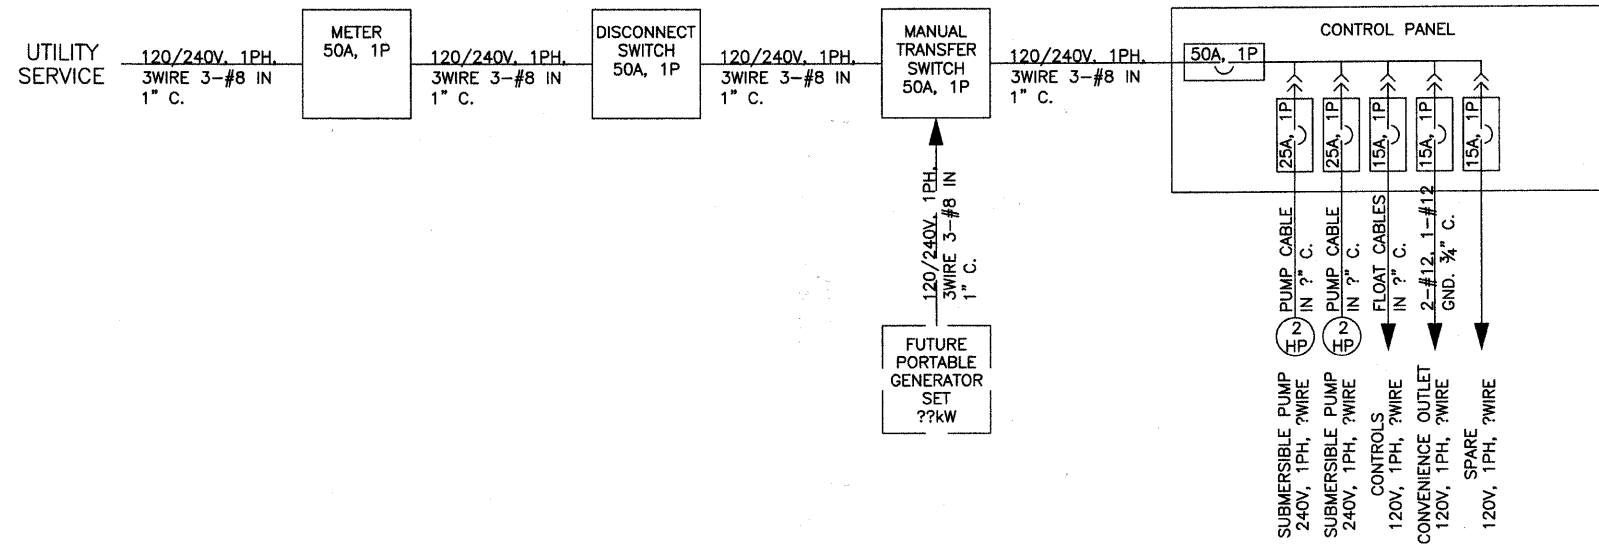 UTILITY
SERVICE
120/240V, 1PH,
3WIRE 3-#8 IN
1" C.
METER
50A, 1P
120/240V, 1PH,
3WIRE 3-#8 IN
1" C.
DISCONNECT
SWITCH
50A, 1P
120/240V, 1PH,
3WIRE 3-#8 IN
1" C.
MANUAL
TRANSFER
SWITCH
50A, 1P
120/240V, 1PH,
3WIRE 3-#8 IN
1" C.
CONTROL PANEL
50A, 1P
25A, 1P
25A, 1P
15A, 1P
15A, 1P
15A, 1P
120/240V, 1PH,
3WIRE 3-#8 IN
1" C.
FUTURE
PORTABLE
GENERATOR
SET
??kW
PUMP CABLE
IN ?" C.
PUMP CABLE
IN ?" C.
FLOAT CABLES
IN ?" C.
2-#12, 1-#12
GND. ¾" C.
2
HP
2
HP
SUBMERSIBLE PUMP
240V, 1PH, ?WIRE
SUBMERSIBLE PUMP
240V, 1PH, ?WIRE
CONTROLS
120V, 1PH, ?WIRE
CONVENIENCE OUTLET
120V, 1PH, ?WIRE
SPARE
120V, 1PH, ?WIRE